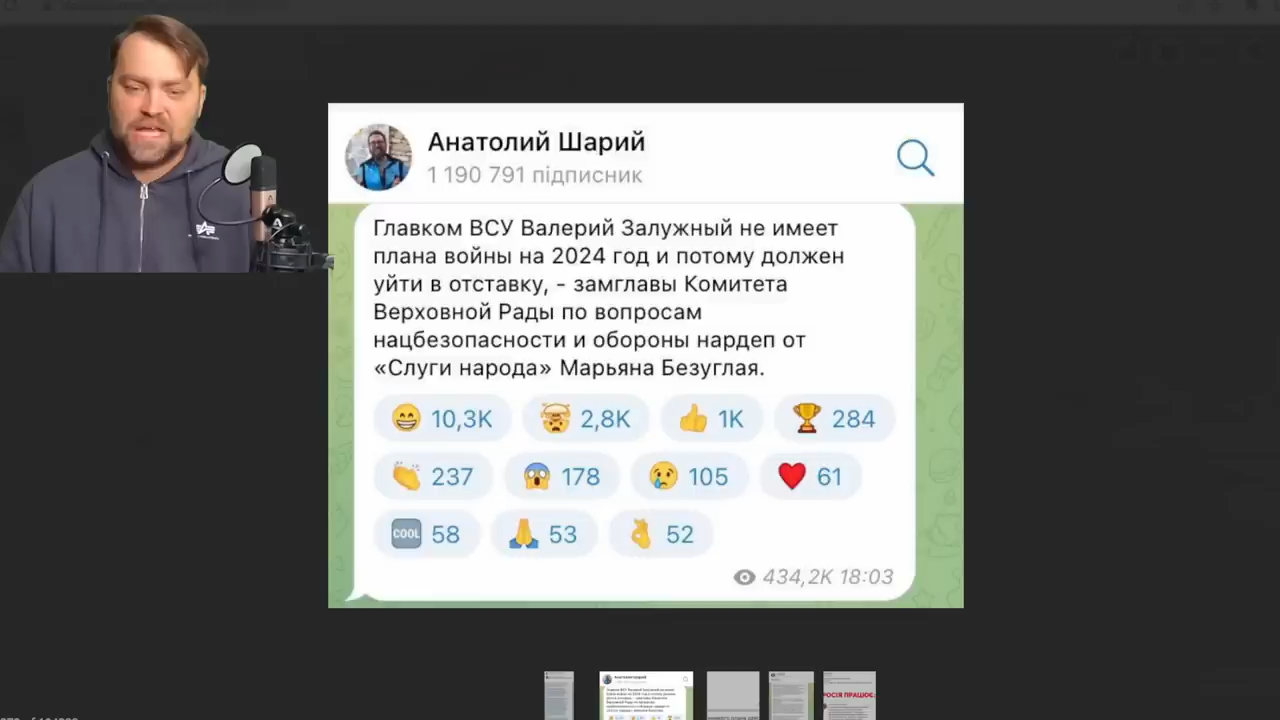 Анатолий Шарий
1 190 791 підписник
Главком ВСУ Валерий Залужный не имеет
плана войны на 2024 год и потому должен
уйти в отставку, - замглавы Комитета
Верховной Рады по вопросам
нацбезопасности и обороны нардеп от
«Слуги народа» Марьяна Безуглая.
10,3K 2,8K 1K 284
237 178 105 61
COOL 58 53 52
434,2K 18:03
РОСІЯ ПРАЦЮЄ: